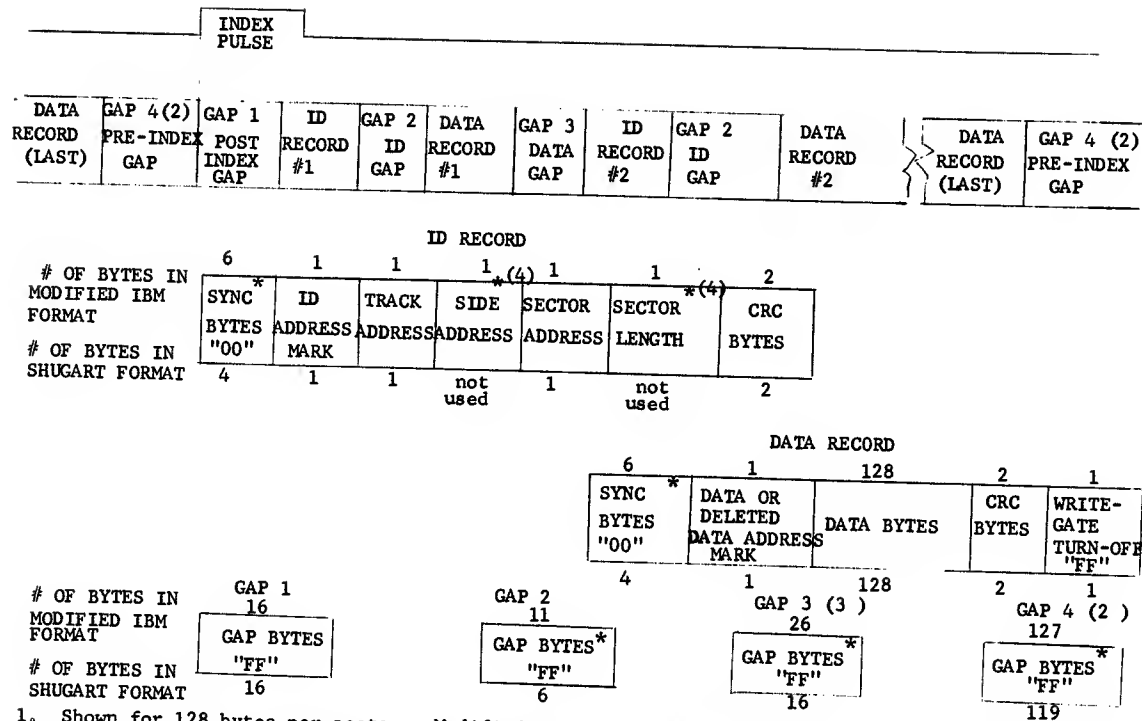 INDEX
PULSE
DATA RECORD (LAST)
GAP 4(2) PRE-INDEX GAP
GAP 1 POST INDEX GAP
ID RECORD #1
GAP 2 ID GAP
DATA RECORD #1
GAP 3 DATA GAP
ID RECORD #2
GAP 2 ID GAP
DATA RECORD #2
DATA RECORD (LAST)
GAP 4 (2) PRE-INDEX GAP
ID RECORD
# OF BYTES IN MODIFIED IBM FORMAT
6 1 1 1 1 1 2
SYNC* BYTES "00"
ID ADDRESS MARK
TRACK ADDRESS
SIDE *(4) ADDRESS
SECTOR ADDRESS
SECTOR *(4) LENGTH
CRC BYTES
# OF BYTES IN SHUGART FORMAT
4 1 1 not used 1 not used 2
DATA RECORD
6 1 128 2 1
SYNC * BYTES "00"
DATA OR DELETED DATA ADDRESS MARK
DATA BYTES
CRC BYTES
WRITE-GATE TURN-OFF "FF"
4 1 128 2 1
# OF BYTES IN MODIFIED IBM FORMAT
GAP 1
16
GAP BYTES "FF"
16
GAP 2
11
GAP BYTES* "FF"
6
GAP 3 (3 )
26
GAP BYTES* "FF"
16
GAP 4 (2 )
127
GAP BYTES* "FF"
119
# OF BYTES IN SHUGART FORMAT
1. Shown for 128 bytes per